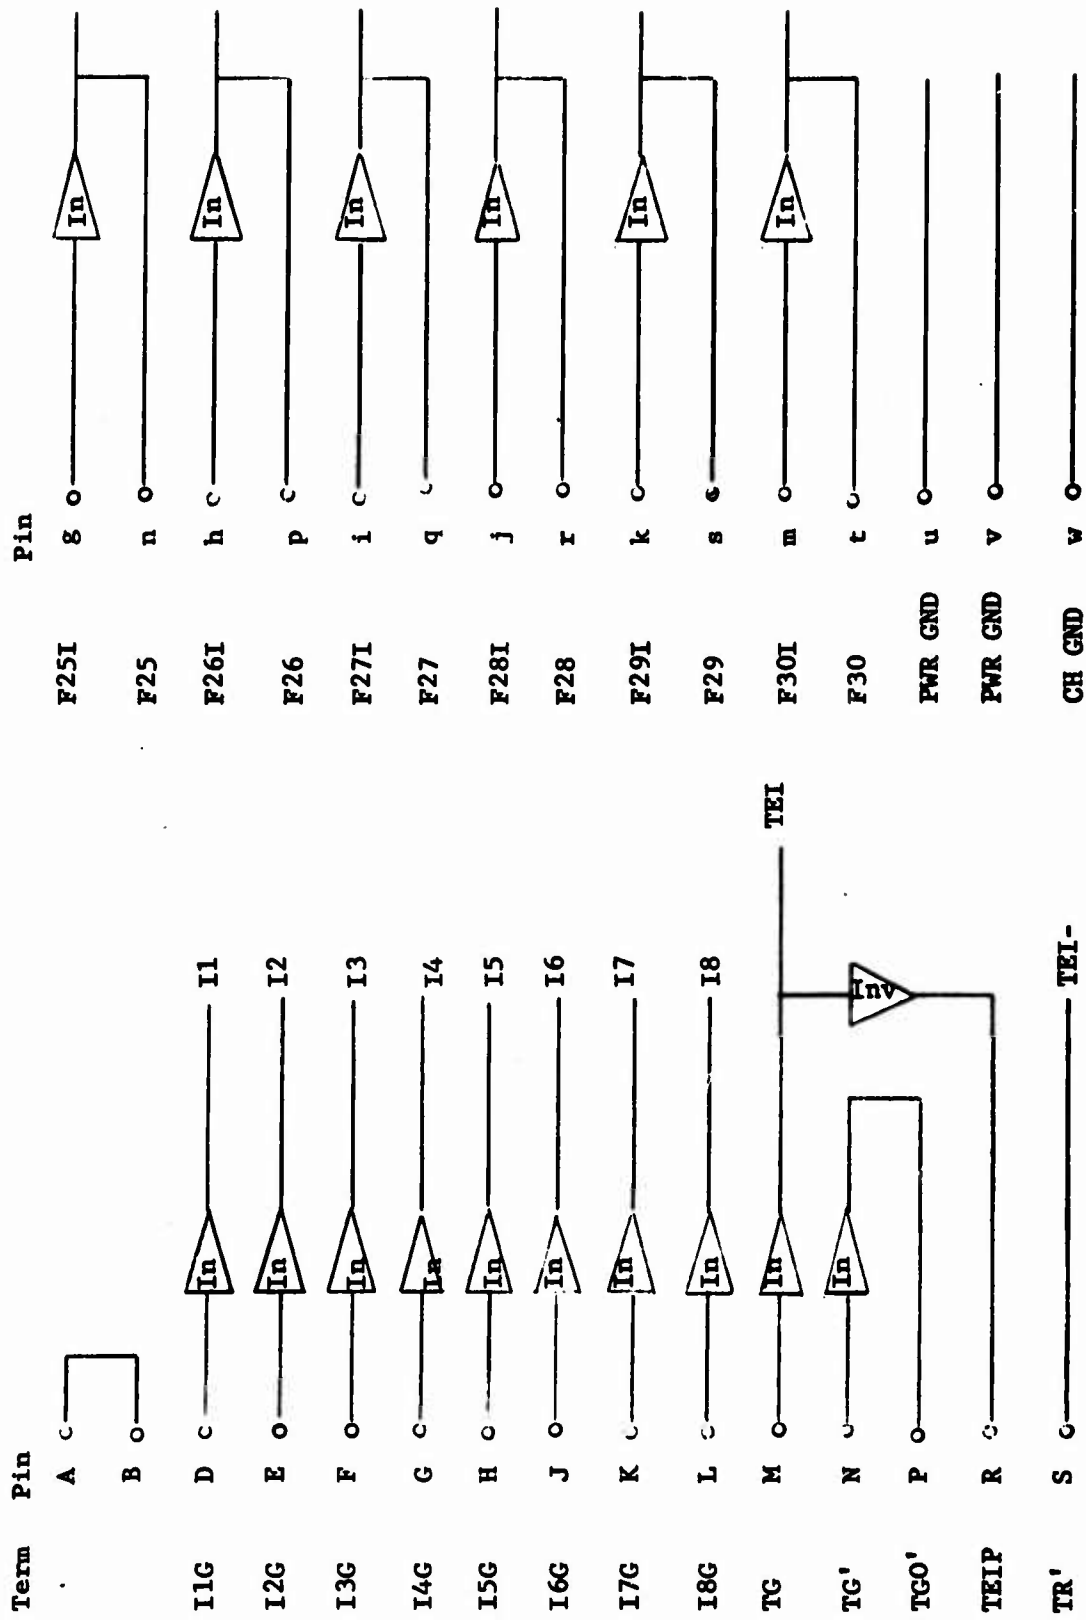 Term Pin
A
B
I1G D In I1
I2G E In I2
I3G F In I3
I4G G In I4
I5G H In I5
I6G J In I6
I7G K In I7
I8G L In I8
TG M In TEI
Inv
TG' N In
TGO' P
TEIP R
TR' S TEI-
Pin
F25I g In
F25 n
F26I h In
F26 p
F27I i In
F27 q
F28I j In
F28 r
F29I k In
F29 s
F30I m In
F30 t
PWR GND u
PWR GND v
CH GND w